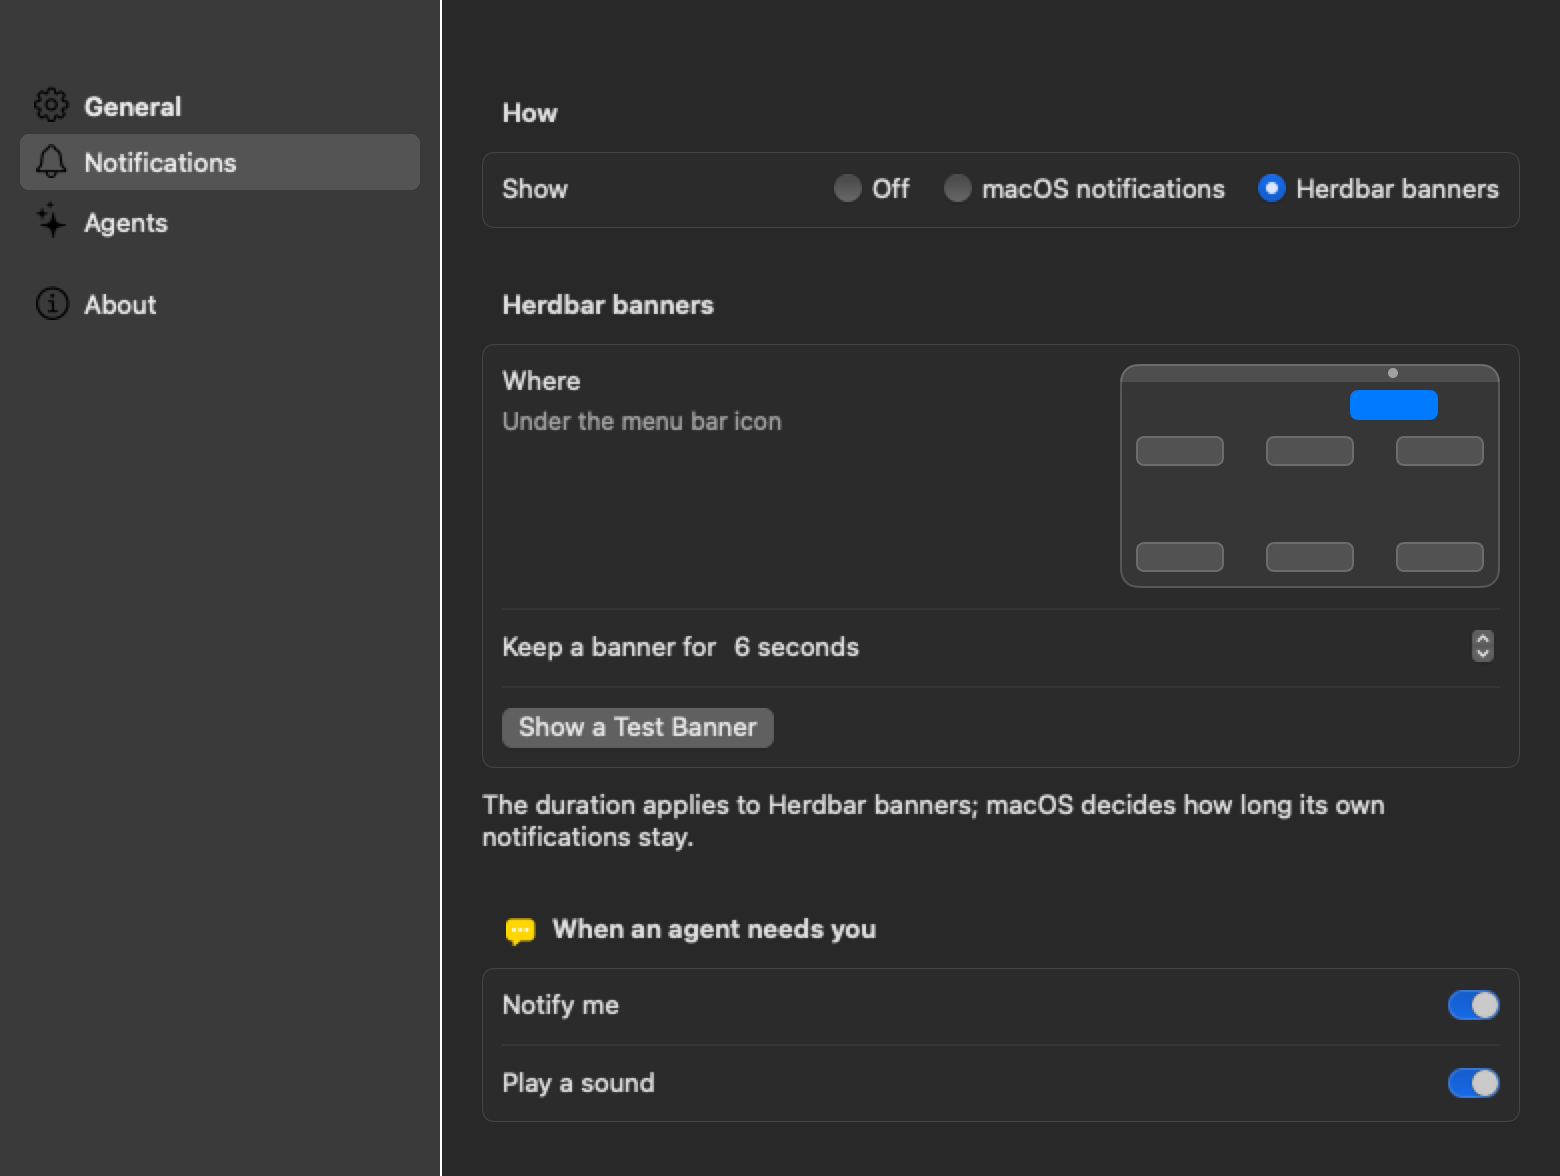 General
Notifications
Agents
About
How
Show Off macOS notifications Herdbar banners
Herdbar banners
Where
Under the menu bar icon
Keep a banner for 6 seconds
Show a Test Banner
The duration applies to Herdbar banners; macOS decides how long its own
notifications stay.
When an agent needs you
Notify me
Play a sound